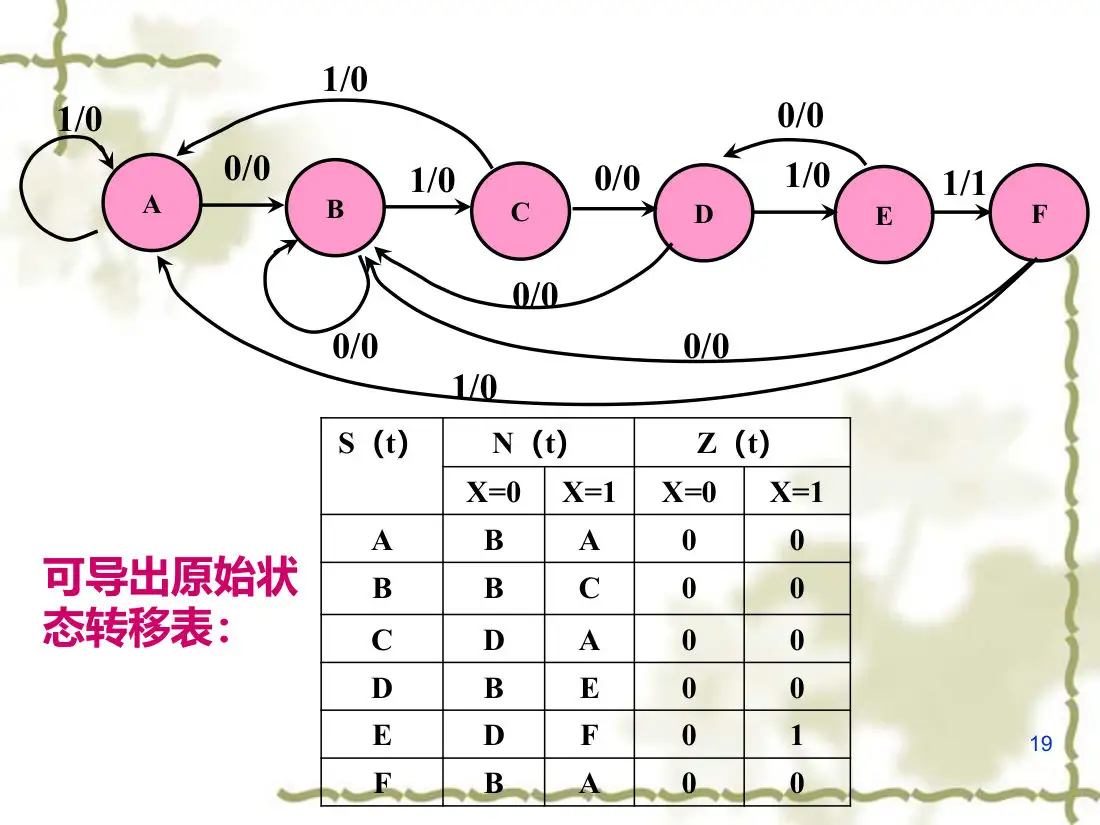 1/0
1/0
0/0
0/0
1/0
0/0
1/0
1/1
A
B
C
D
E
F
0/0
0/0
0/0
1/0
S（t） N（t） Z（t）
X=0 X=1 X=0 X=1
A B A 0 0
B B C 0 0
C D A 0 0
D B E 0 0
E D F 0 1
F B A 0 0
可导出原始状
态转移表：
19